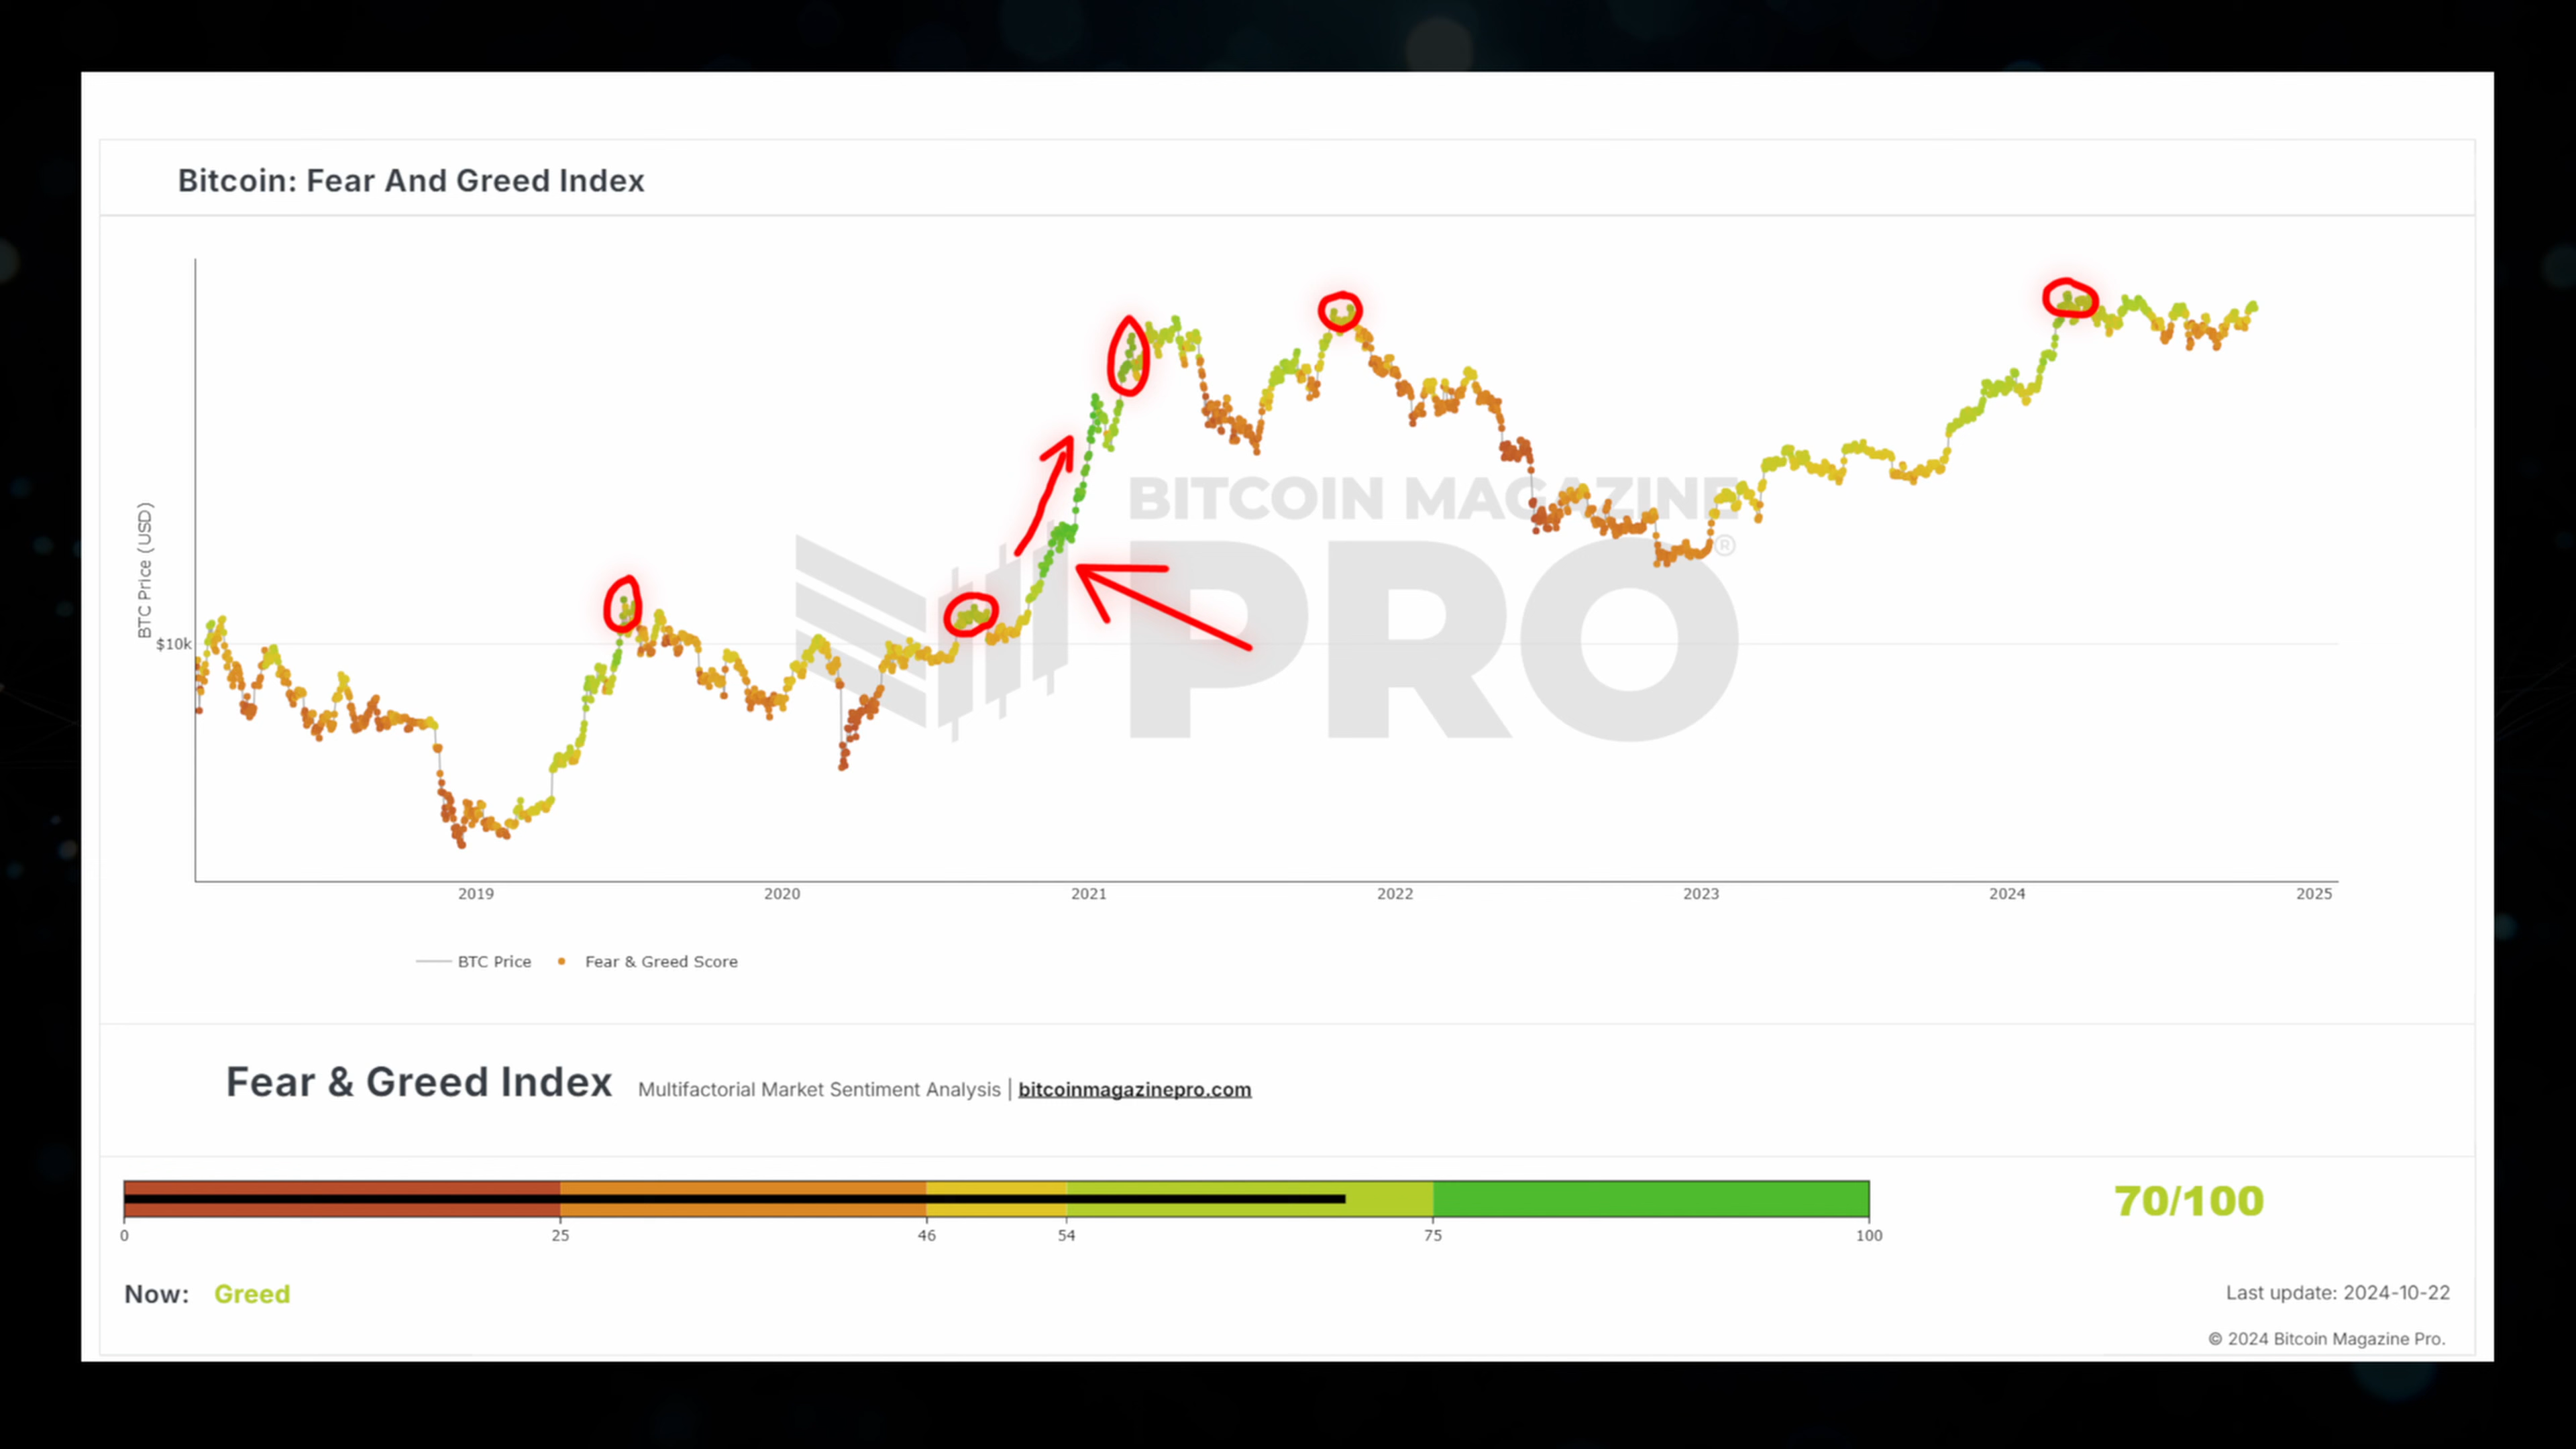 Bitcoin: Fear And Greed Index
BTC Price (USD)
$10k
BITCOIN MAGAZINE
PRO®
2019 2020 2021 2022 2023 2024 2025
BTC Price Fear & Greed Score
Fear & Greed Index Multifactorial Market Sentiment Analysis | bitcoinmagazinepro.com
70/100
0 25 46 54 75 100
Now: Greed
Last update: 2024-10-22
© 2024 Bitcoin Magazine Pro.